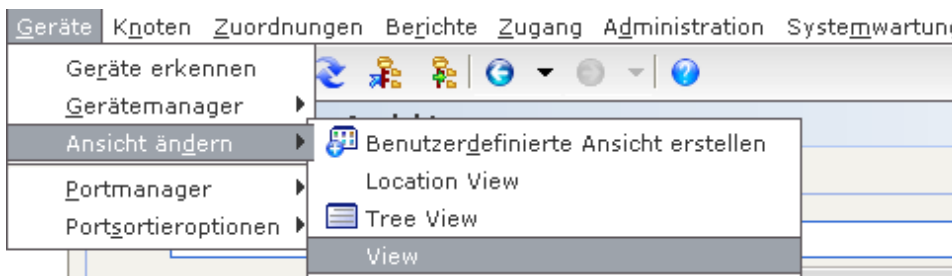 Geräte Knoten Zuordnungen Berichte Zugang Administration Systemwartung
Geräte erkennen
Gerätemanager
Ansicht ändern
Benutzerdefinierte Ansicht erstellen
Location View
Tree View
View
Portmanager
Portsortieroptionen